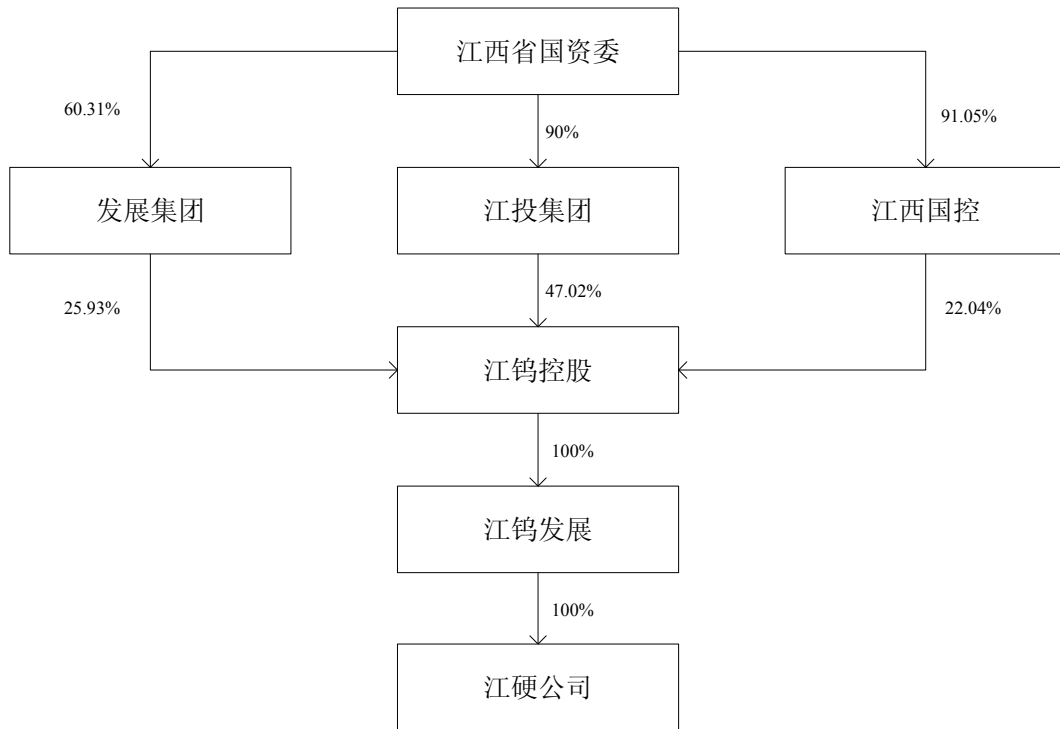 江西省国资委
60.31%
90%
91.05%
发展集团
江投集团
江西国控
25.93%
47.02%
22.04%
江钨控股
100%
江钨发展
100%
江硬公司